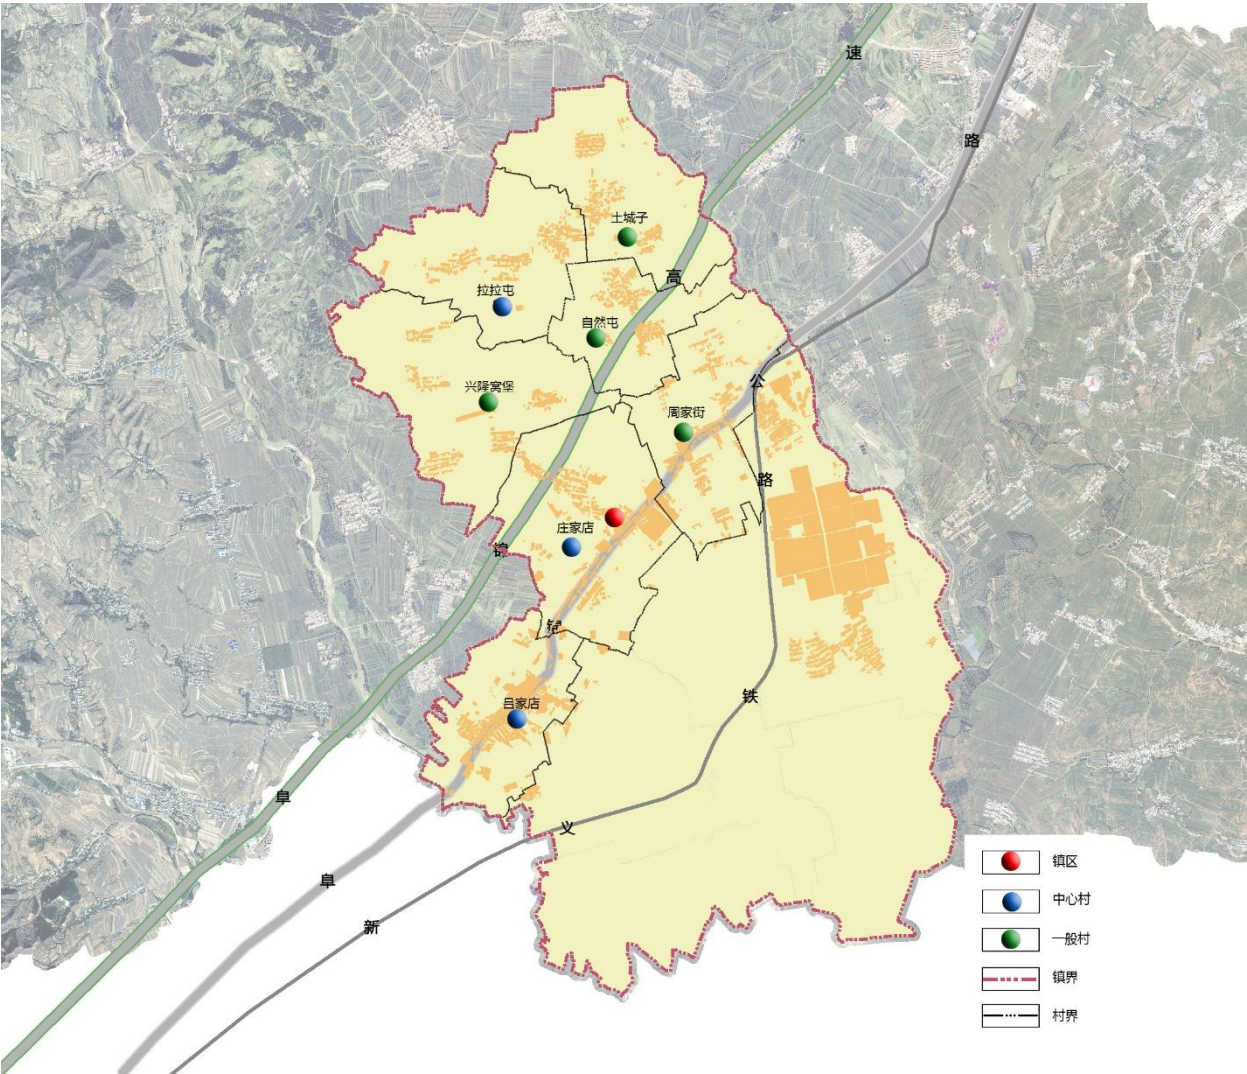 速
路
土城子
高
拉拉屯
自然屯
公
兴隆窝堡
周家街
路
庄家店
锦
锦
铁
吕家店
阜
义
阜
新
镇区
中心村
一般村
镇界
村界